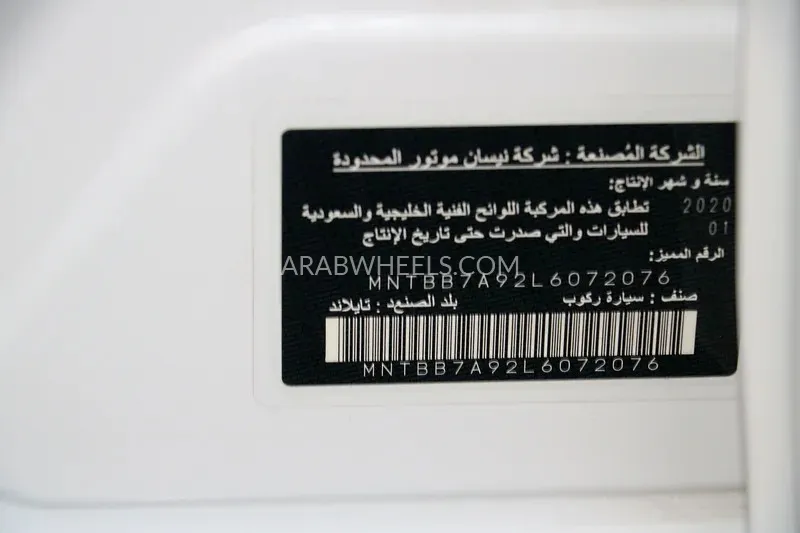 الشركة المُصنعة : شركة نيسان موتور المحدودة
سنة و شهر الإنتاج:
2020 تطابق هذه المركبة اللوائح الفنية الخليجية والسعودية
01 للسيارات والتي صدرت حتى تاريخ الإنتاج
الرقم المميز:
ARABWHEELS.COM
MNTBB7A92L6072076
صنف : سيارة ركوب بلد الصنع : تايلاند
MNTBB7A92L6072076